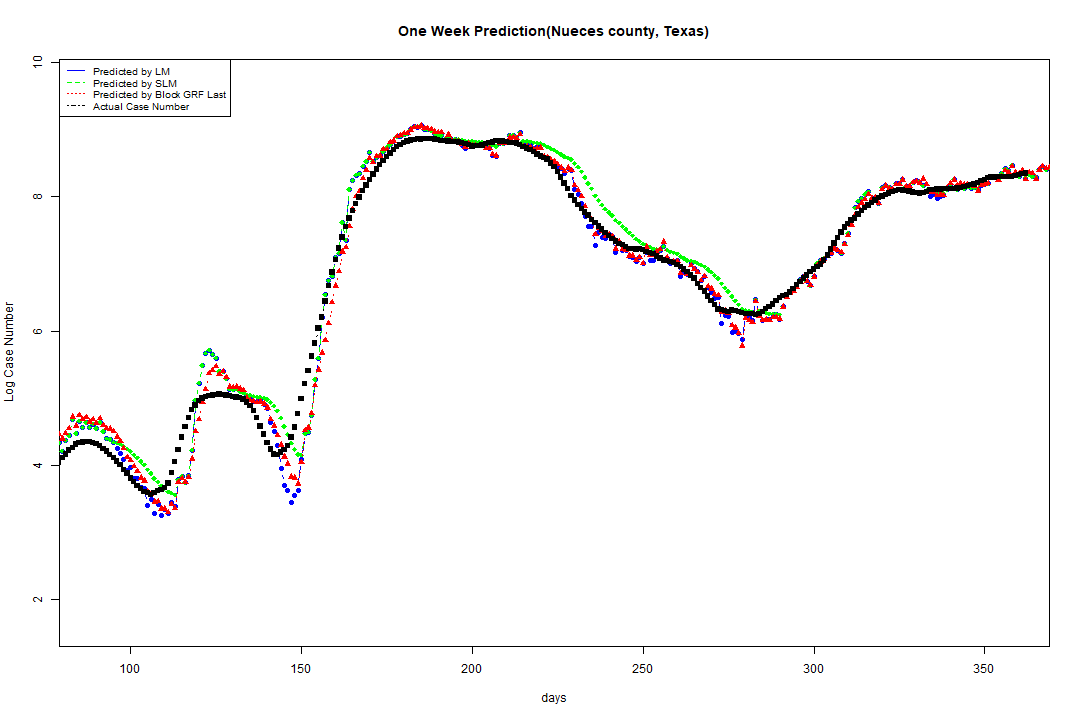 One Week Prediction(Nueces county, Texas)
Predicted by LM
Predicted by SLM
Predicted by Block GRF Last
Actual Case Number
Log Case Number
10
8
6
4
2
100 150 200 250 300 350
days